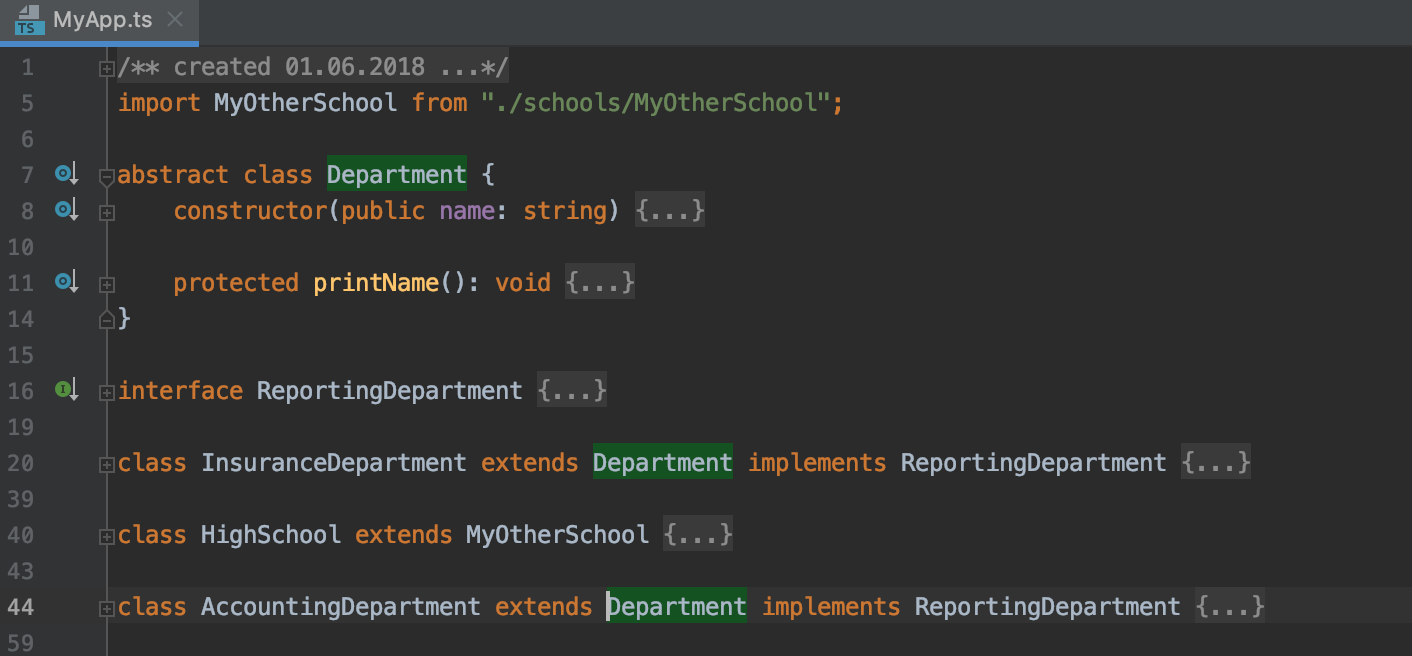 TS MyApp.ts
1 /** created 01.06.2018 ...*/
5 import MyOtherSchool from "./schools/MyOtherSchool";
6
7 abstract class Department {
8 constructor(public name: string) {...}
10
11 protected printName(): void {...}
14 }
15
16 I interface ReportingDepartment {...}
19
20 class InsuranceDepartment extends Department implements ReportingDepartment {...}
39
40 class HighSchool extends MyOtherSchool {...}
43
44 class AccountingDepartment extends Department implements ReportingDepartment {...}
59